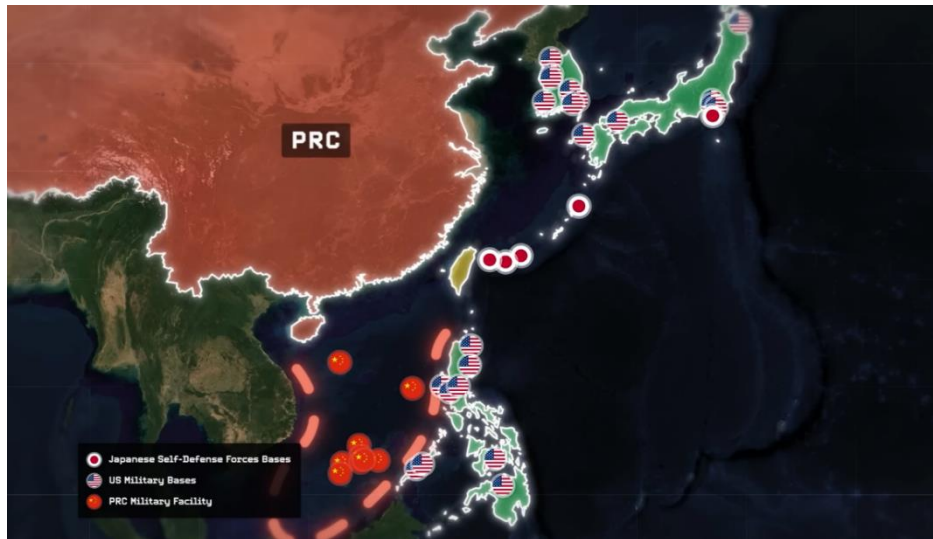 PRC
Japanese Self-Defense Forces Bases
US Military Bases
PRC Military Facility